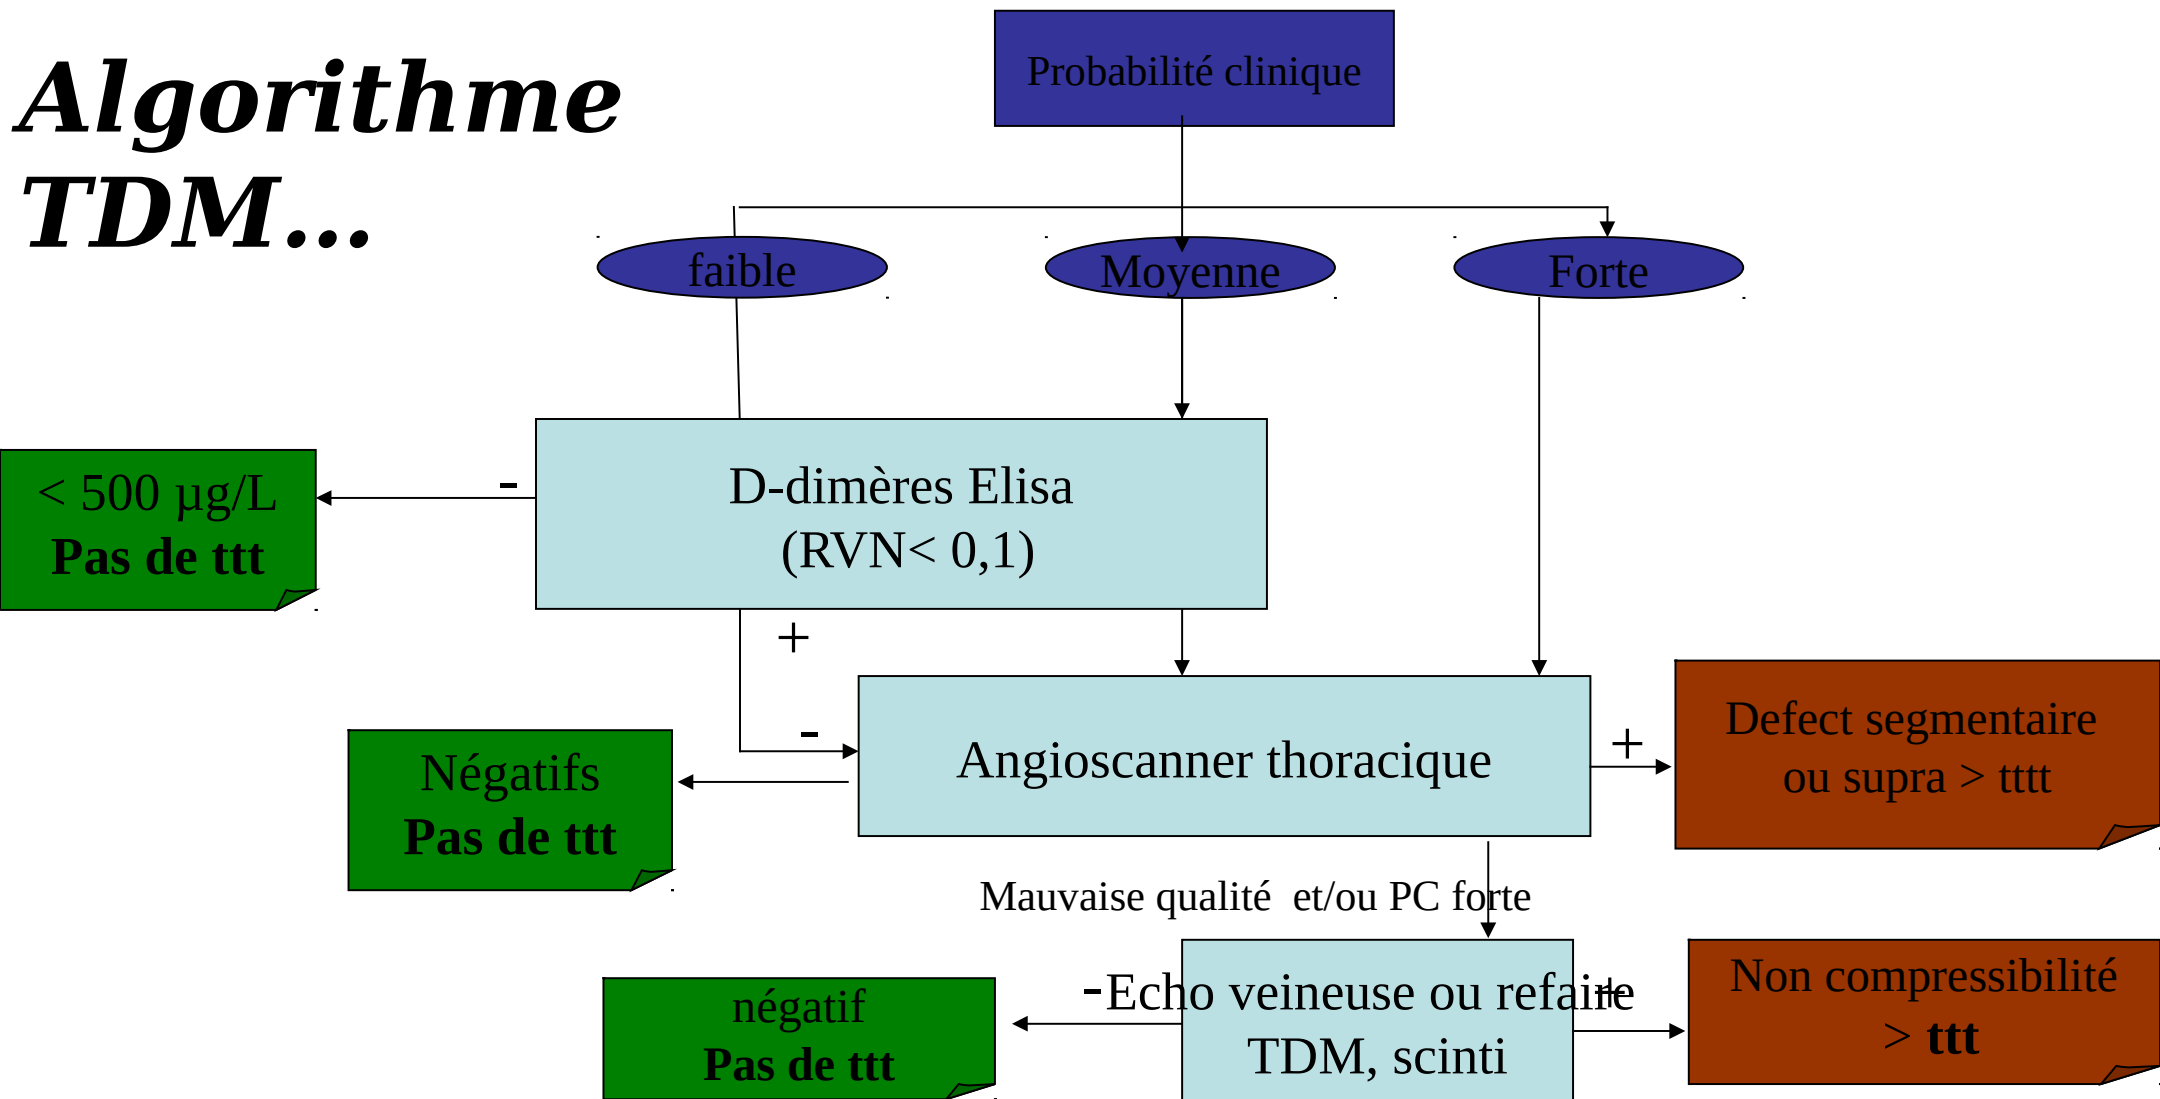 Algorithme
TDM...
Probabilité clinique
faible
Moyenne
Forte
D-dimères Elisa
(RVN< 0,1)
-
< 500 µg/L
Pas de ttt
+
-
Négatifs
Pas de ttt
Angioscanner thoracique
+
Defect segmentaire
ou supra > tttt
Mauvaise qualité  et/ou PC forte
-
Echo veineuse ou refaire
TDM, scinti
+
négatif
Pas de ttt
Non compressibilité
> ttt